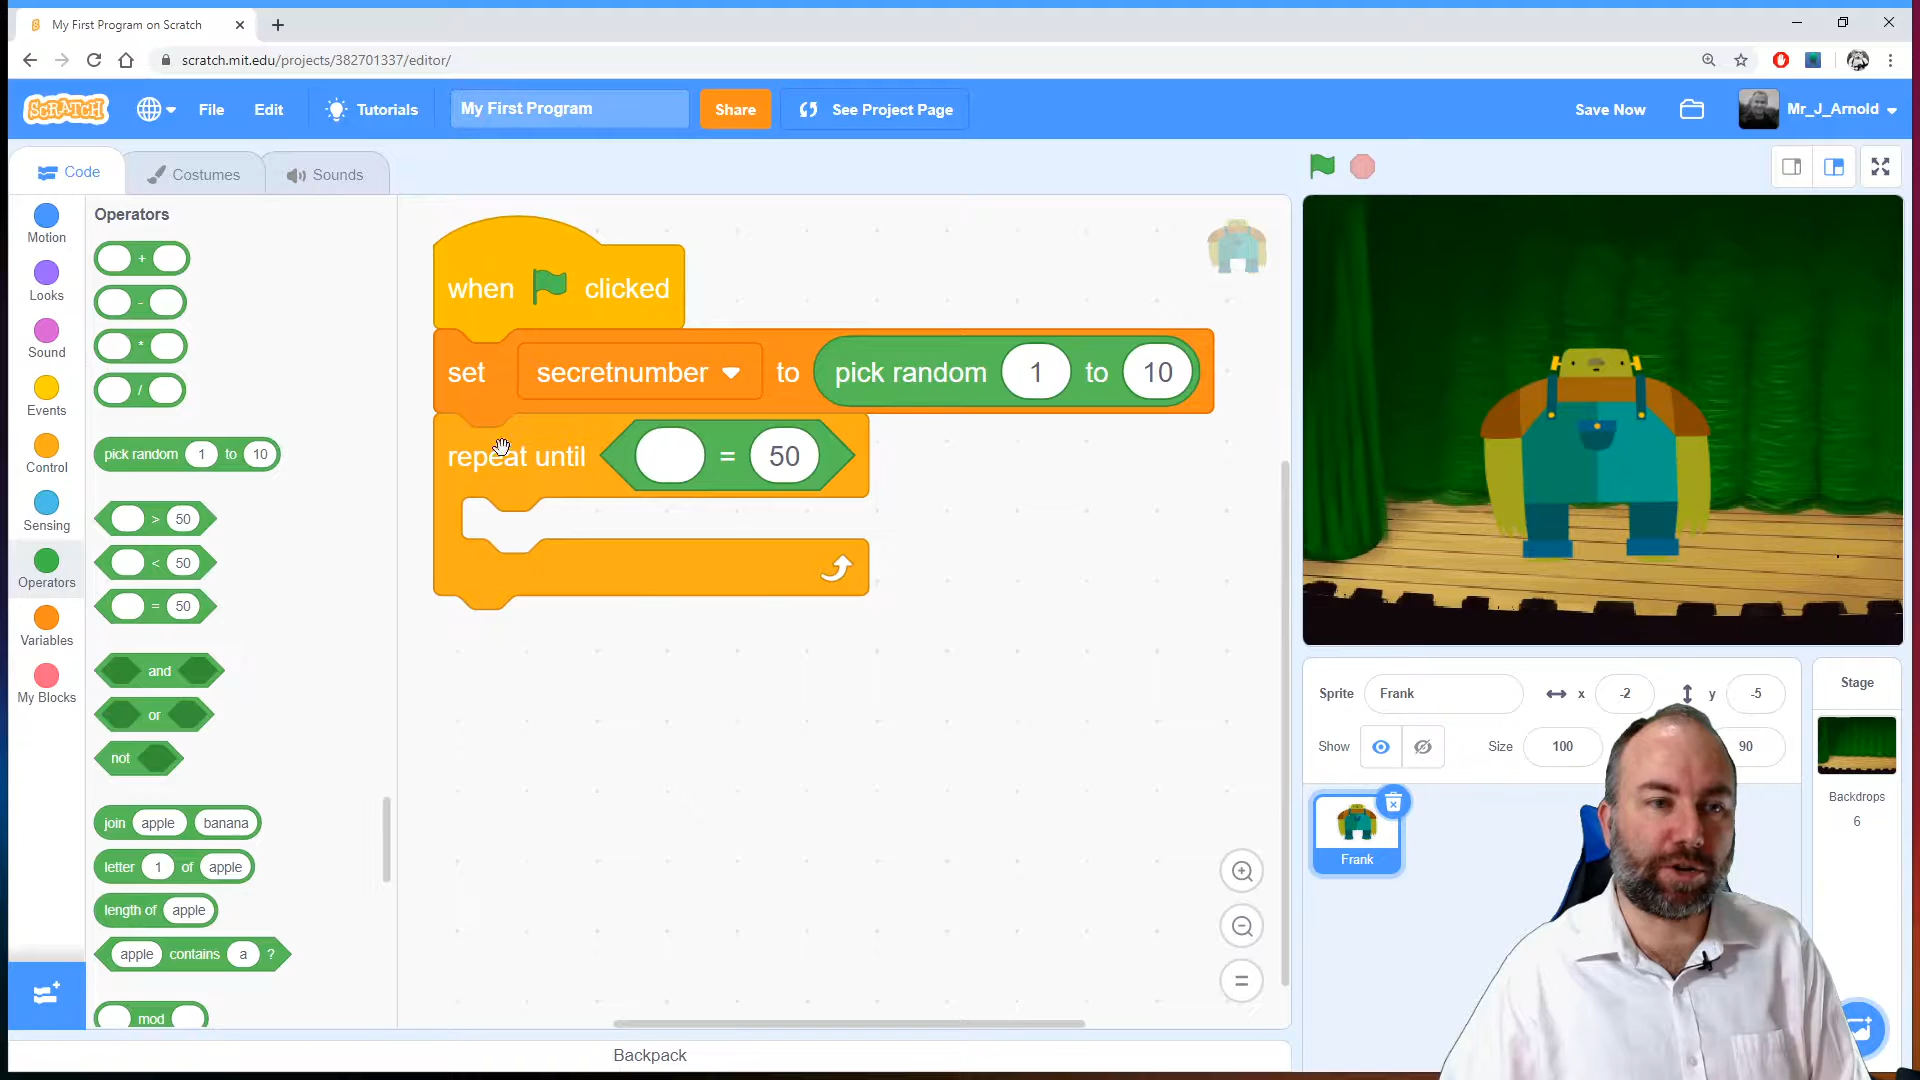 My First Program on Scratch
scratch.mit.edu/projects/382701337/editor/
SCRATCH
File
Edit
Tutorials
My First Program
Share
See Project Page
Save Now
Mr_J_Arnold
Code
Costumes
Sounds
Motion
Looks
Sound
Events
Control
Sensing
Operators
Variables
My Blocks
Operators
+
-
*
/
pick random 1 to 10
> 50
< 50
= 50
and
or
not
join apple banana
letter 1 of apple
length of apple
apple contains a ?
mod
when clicked
set secretnumber to pick random 1 to 10
repeat until = 50
Backpack
Sprite Frank x -2 y -5
Show Size 100 90
Frank
Stage
Backdrops
6